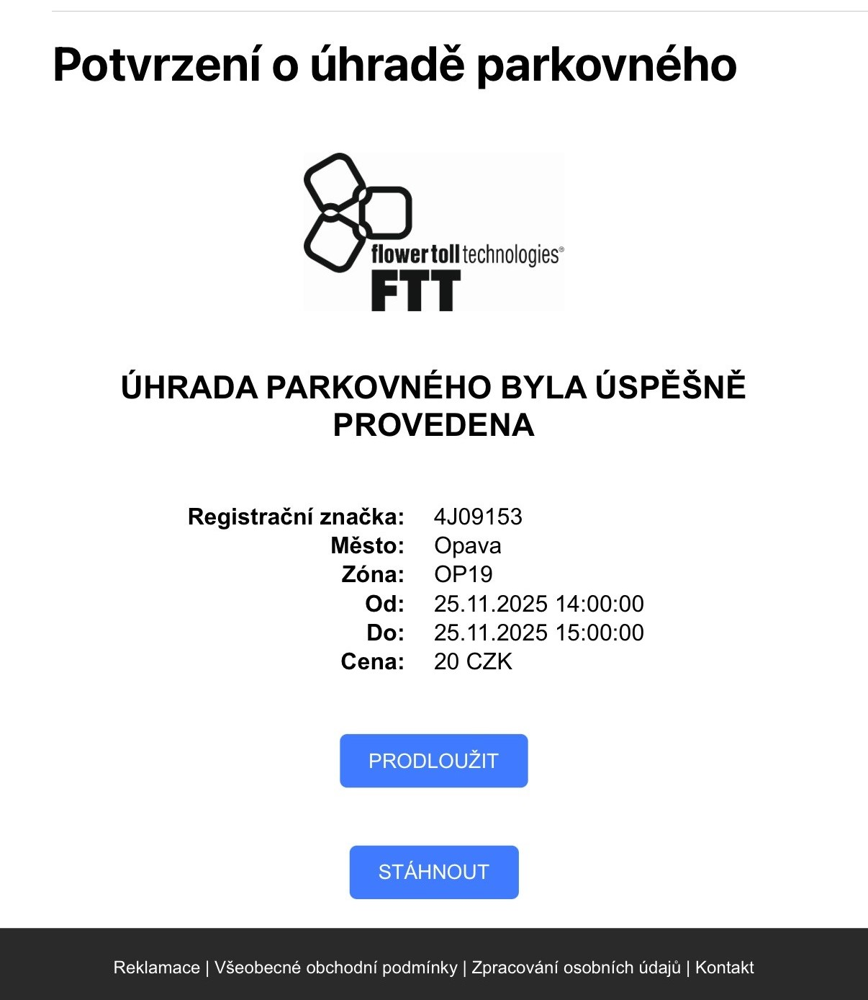 Potvrzení o úhradě parkovného
flower toll technologies®
FTT
ÚHRADA PARKOVNÉHO BYLA ÚSPĚŠNĚ
PROVEDENA
Registrační značka: 4J09153
Město: Opava
Zóna: OP19
Od: 25.11.2025 14:00:00
Do: 25.11.2025 15:00:00
Cena: 20 CZK
PRODLOUŽIT
STÁHNOUT
Reklamace | Všeobecné obchodní podmínky | Zpracování osobních údajů | Kontakt